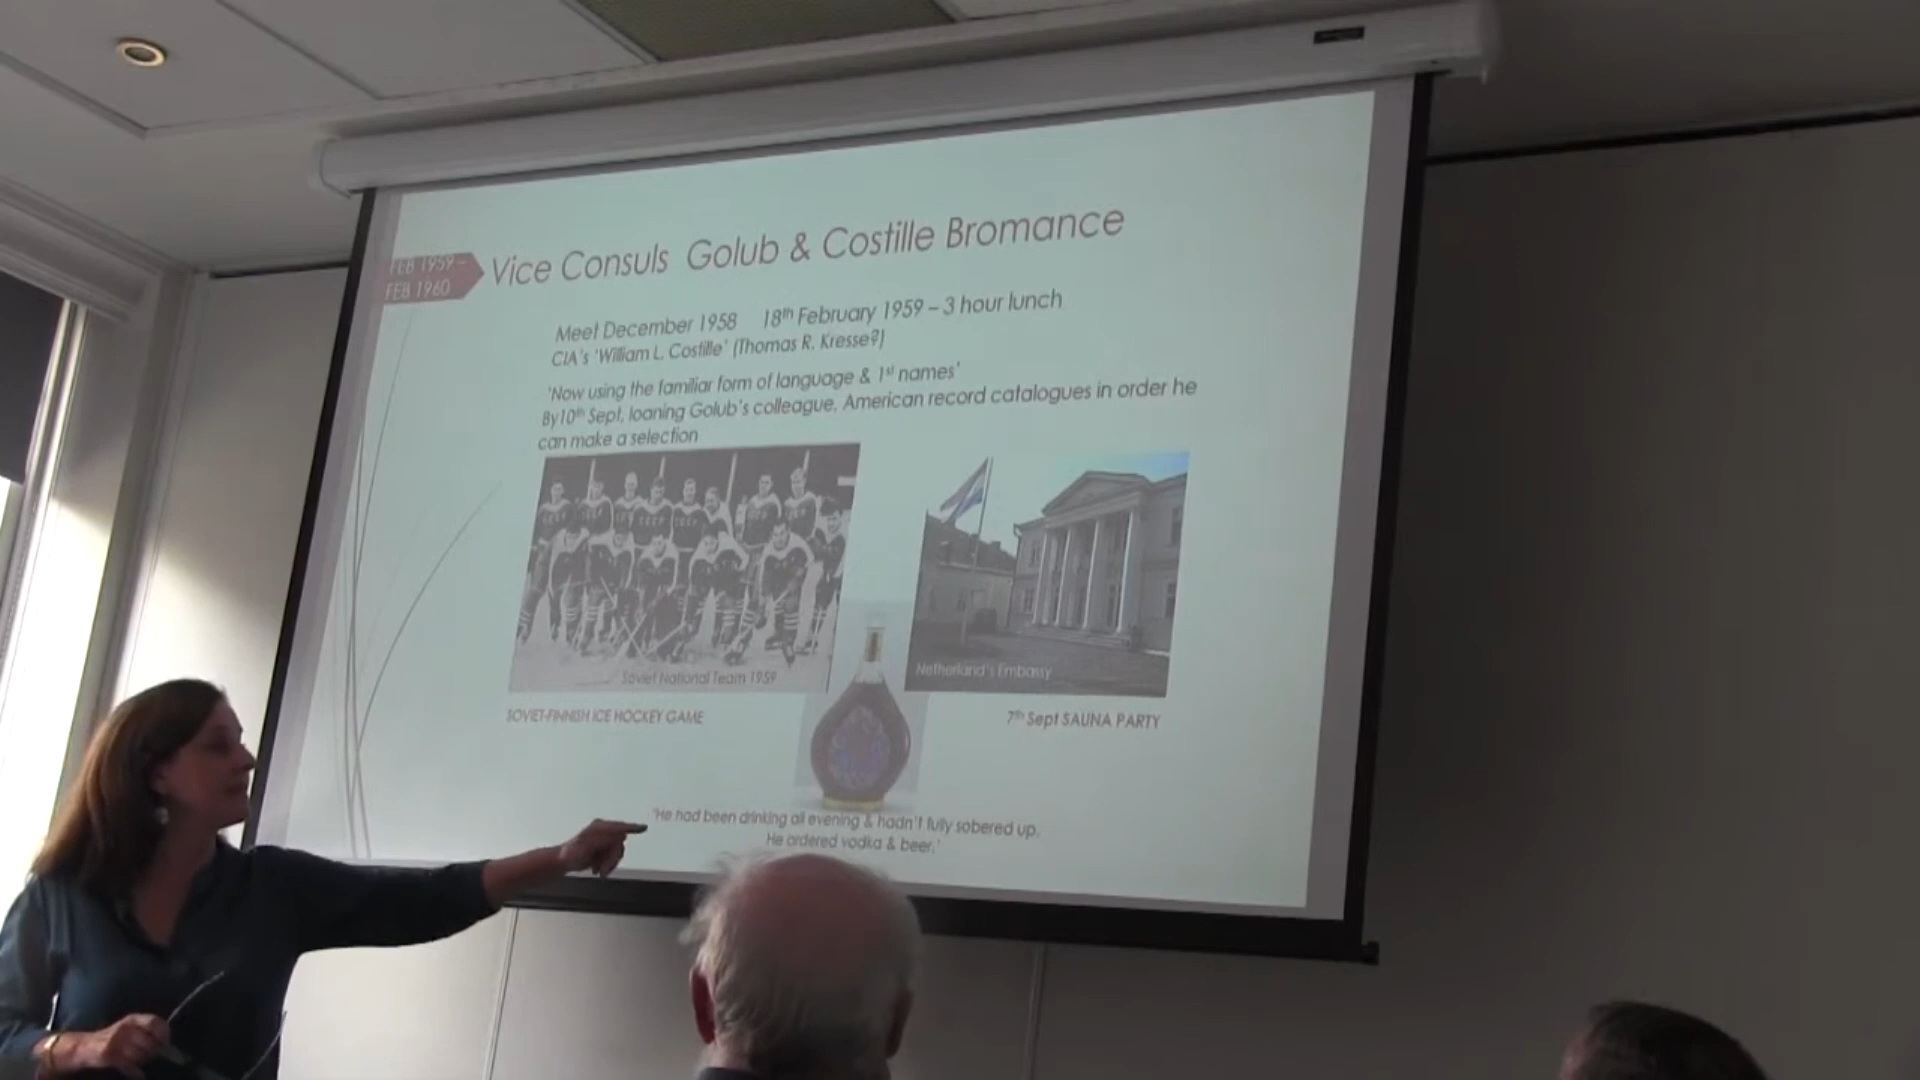 FEB 1959 –
FEB 1960
Vice Consuls Golub & Costille Bromance
Meet December 1958 18th February 1959 – 3 hour lunch
CIA's 'William L. Costille' (Thomas R. Kresse?)
'Now using the familiar form of language & 1st names'
By10th Sept, loaning Golub's colleague, American record catalogues in order he
can make a selection
CCCP
Soviet National Team 1959
Netherland's Embassy
SOVIET-FINNISH ICE HOCKEY GAME
7th Sept SAUNA PARTY
'He had been drinking all evening & hadn't fully sobered up.
He ordered vodka & beer.'